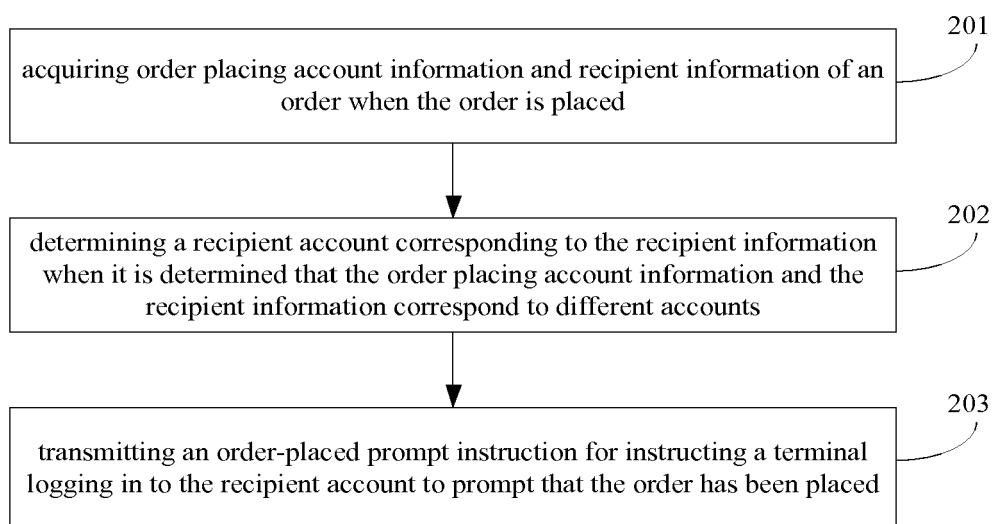 201
acquiring order placing account information and recipient information of an
order when the order is placed
202
determining a recipient account corresponding to the recipient information
when it is determined that the order placing account information and the
recipient information correspond to different accounts
203
transmitting an order-placed prompt instruction for instructing a terminal
logging in to the recipient account to prompt that the order has been placed